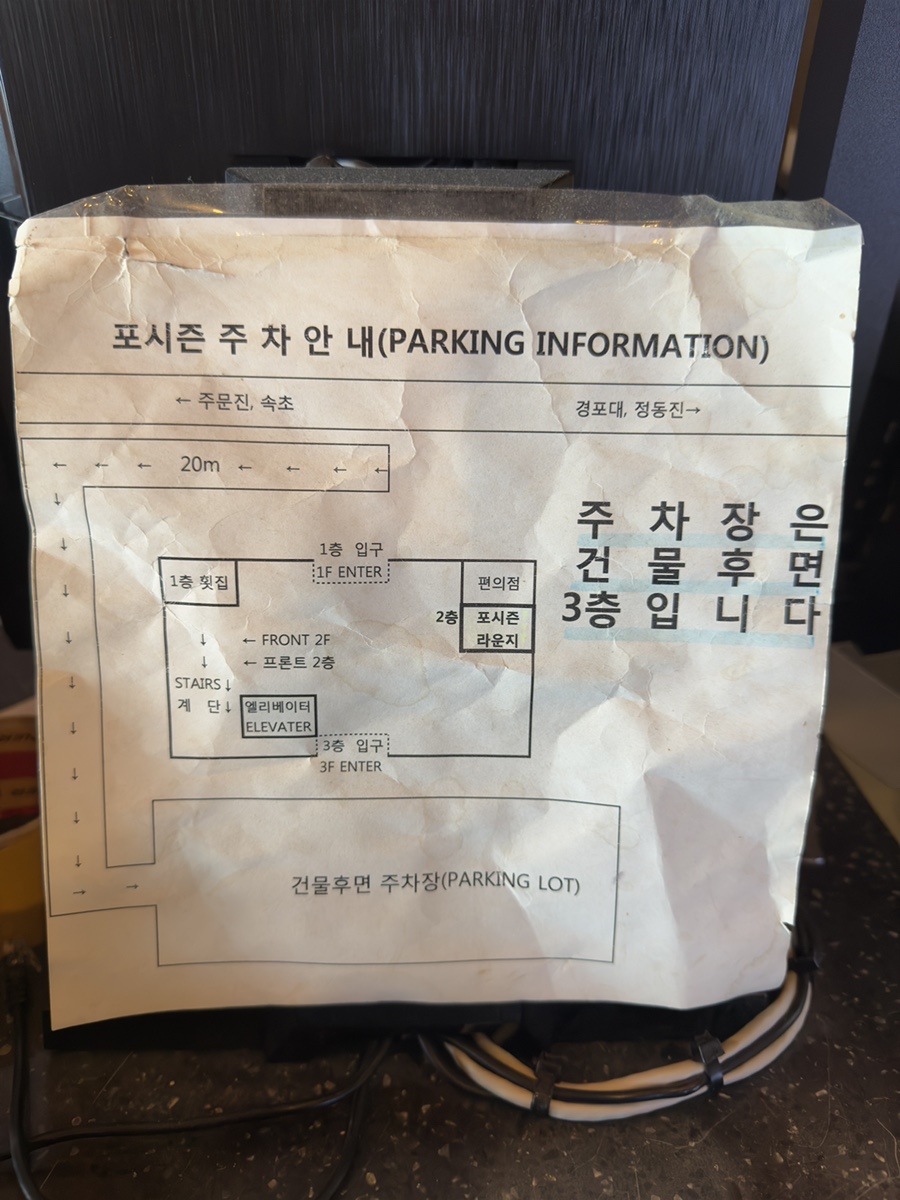 포시즌 주 차 안 내(PARKING INFORMATION)
← 주문진, 속초
경포대, 정동진→
← ← ← 20m ← ← ← ←
주 차 장 은
건 물 후 면
3층 입 니 다
1층 입구
1F ENTER
1층 횟집
편의점
2층 포시즌
라운지
↓ ← FRONT 2F
↓ ← 프론트 2층
STAIRS ↓
계 단↓
엘리베이터
ELEVATER
3층 입구
3F ENTER
건물후면 주차장(PARKING LOT)